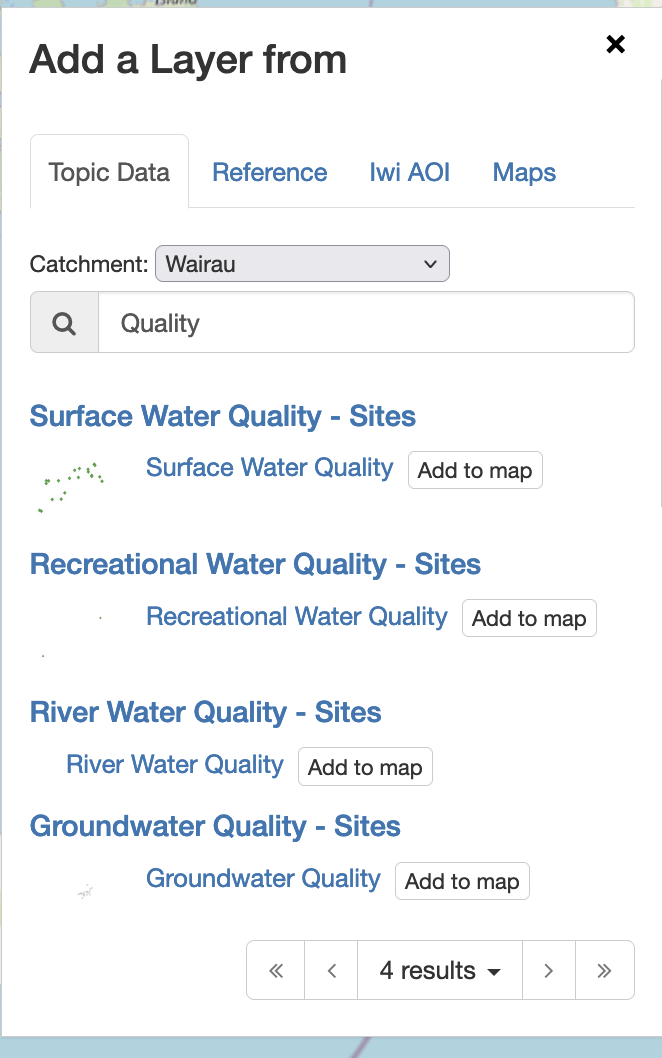 Island
Add a Layer from
Topic Data Reference Iwi AOI Maps
Catchment: Wairau
Quality
Surface Water Quality - Sites
Surface Water Quality Add to map
Recreational Water Quality - Sites
Recreational Water Quality Add to map
River Water Quality - Sites
River Water Quality Add to map
Groundwater Quality - Sites
Groundwater Quality Add to map
« ‹ 4 results › »